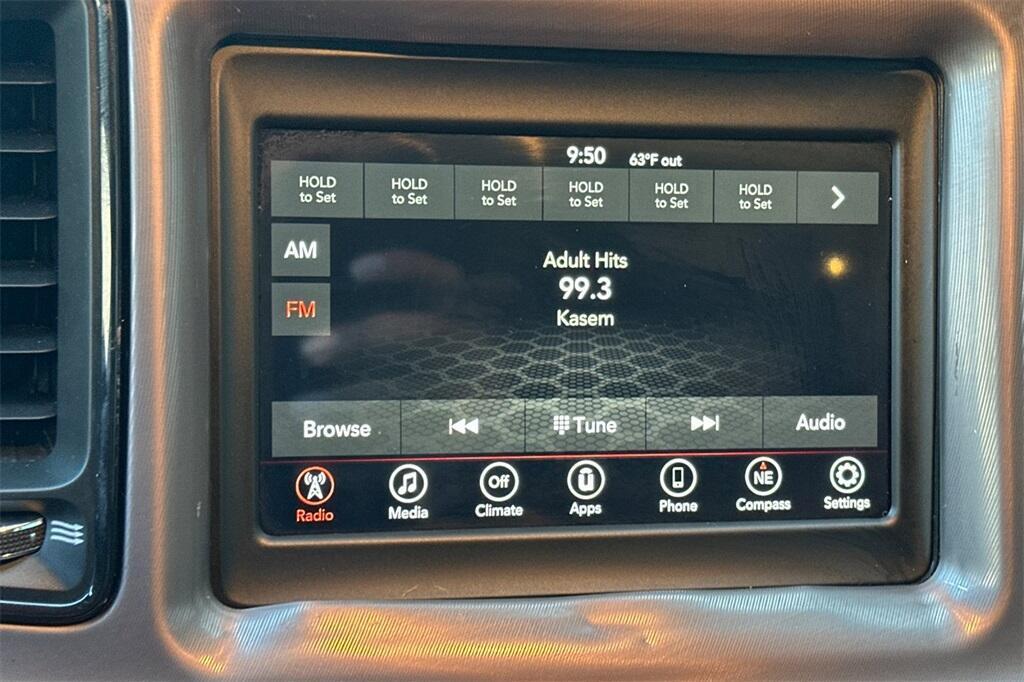 9:50 63°F out
HOLD
to Set
HOLD
to Set
HOLD
to Set
HOLD
to Set
HOLD
to Set
HOLD
to Set
AM
FM
Adult Hits
99.3
Kasem
Browse
Tune
Audio
Off
NE
Radio
Media
Climate
Apps
Phone
Compass
Settings